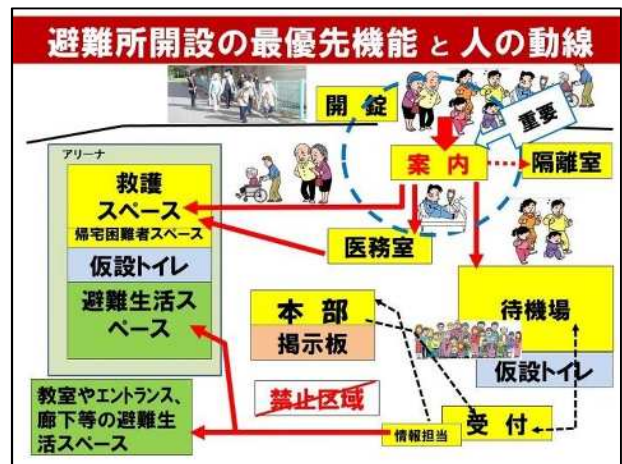 避難所開設の最優先機能 と 人の動線
開錠
重要
アリーナ
案内
隔離室
救護
スペース
帰宅困難者スペース
医務室
仮設トイレ
避難生活ス
ペース
本部
掲示板
待機場
仮設トイレ
禁止区域
教室やエントランス、
廊下等の避難生
活スペース
情報担当
受付